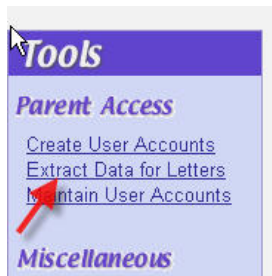 Tools
Parent Access
Create User Accounts
Extract Data for Letters
Maintain User Accounts
Miscellaneous